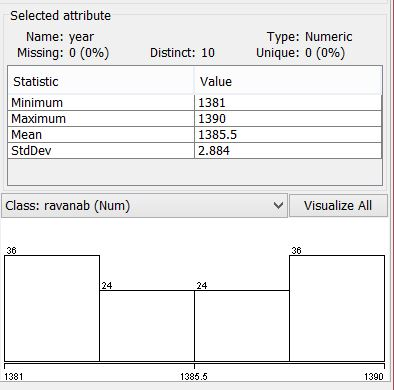 Selected attribute
Name: year Type: Numeric
Missing: 0 (0%) Distinct: 10 Unique: 0 (0%)
Statistic Value
Minimum 1381
Maximum 1390
Mean 1385.5
StdDev 2.884
Class: ravanab (Num) Visualize All
36 24 24 36
1381 1385.5 1390